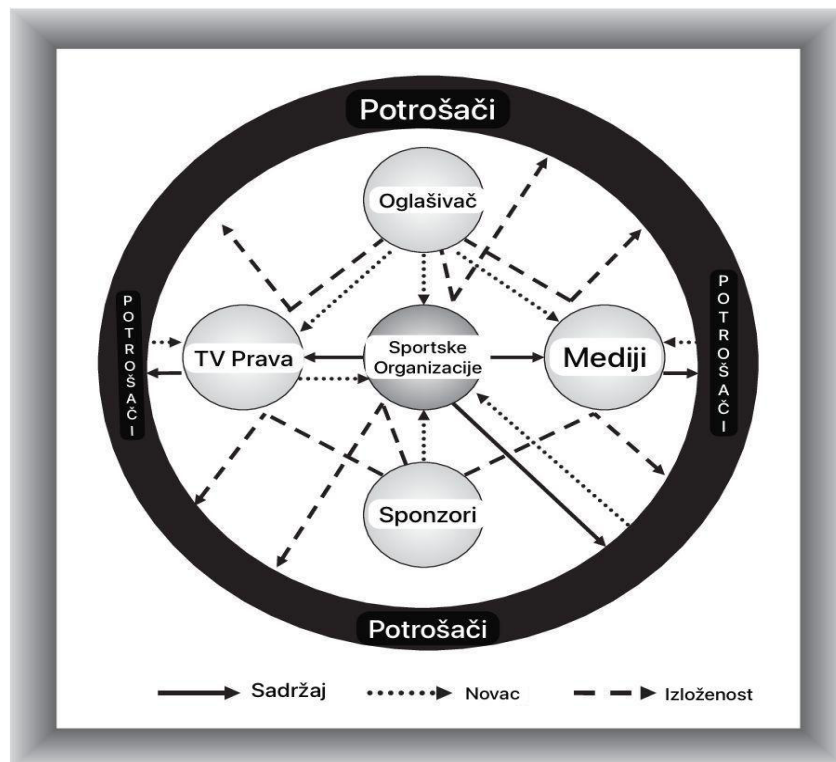 Potrošači
Oglašivač
POTROŠAČI
TV Prava
Sportske
Organizacije
Mediji
POTROŠAČI
Sponzori
Potrošači
Sadržaj
Novac
Izloženost